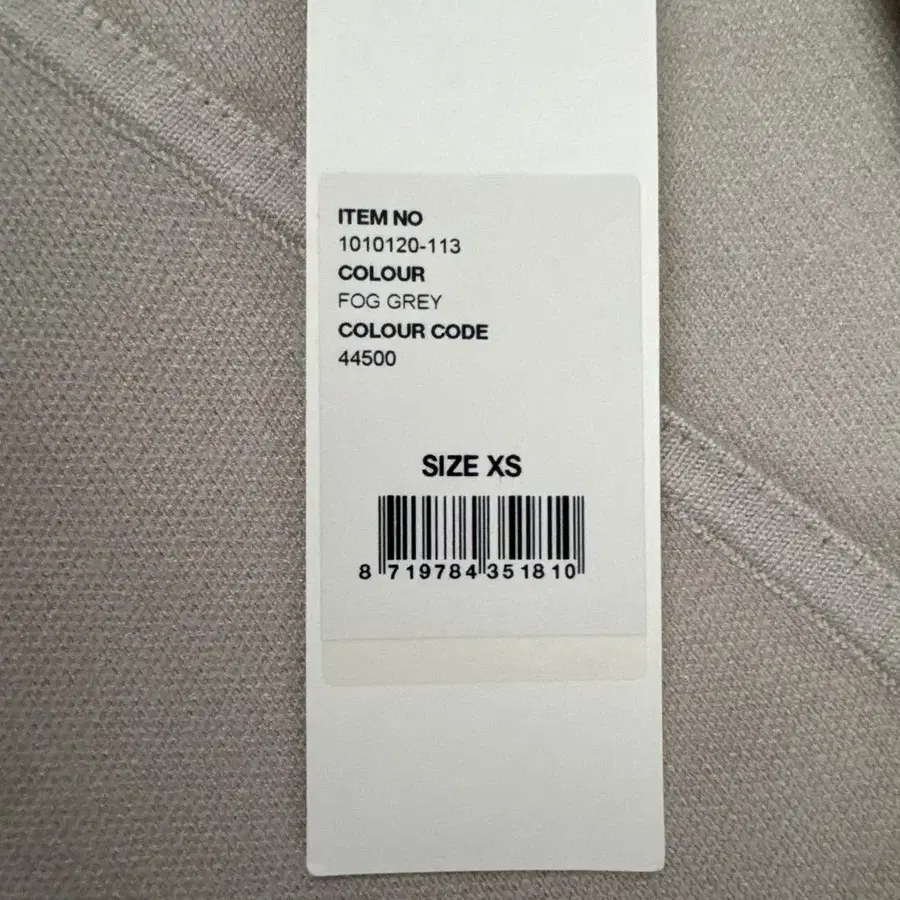 ITEM NO
1010120-113
COLOUR
FOG GREY
COLOUR CODE
44500
SIZE XS
8 719784 351810